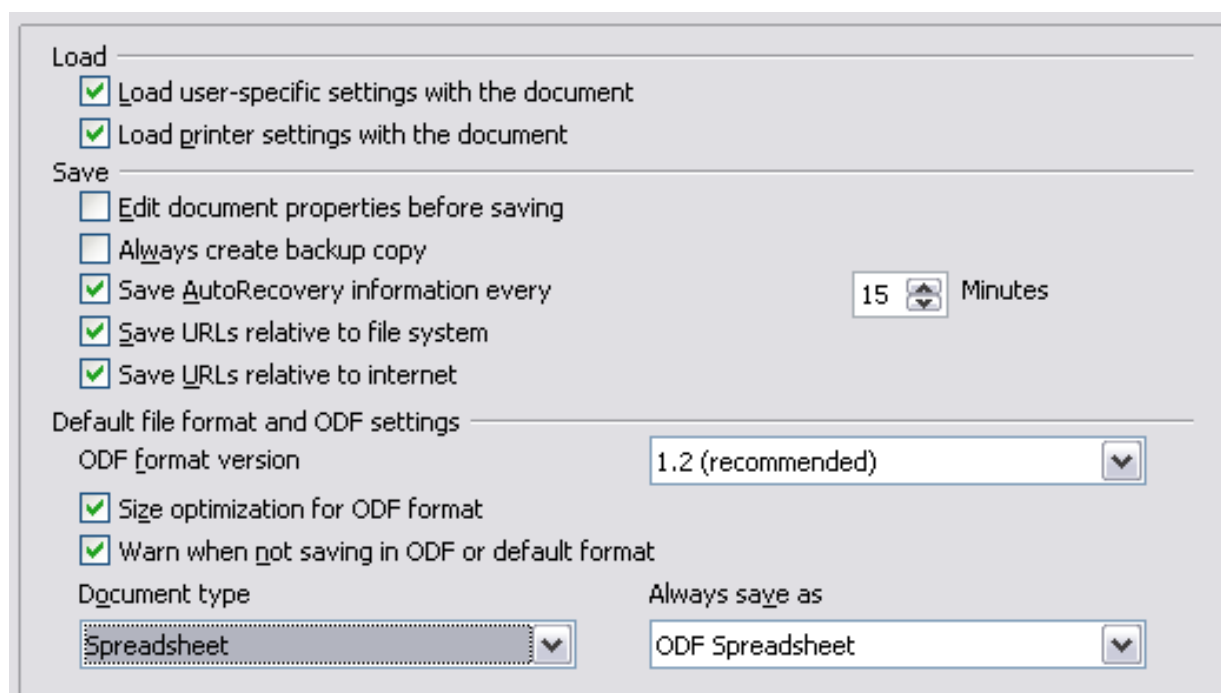 Load
Load user-specific settings with the document
Load printer settings with the document
Save
Edit document properties before saving
Always create backup copy
Save AutoRecovery information every 15 Minutes
Save URLs relative to file system
Save URLs relative to internet
Default file format and ODF settings
ODF format version 1.2 (recommended)
Size optimization for ODF format
Warn when not saving in ODF or default format
Document type Always save as
Spreadsheet ODF Spreadsheet